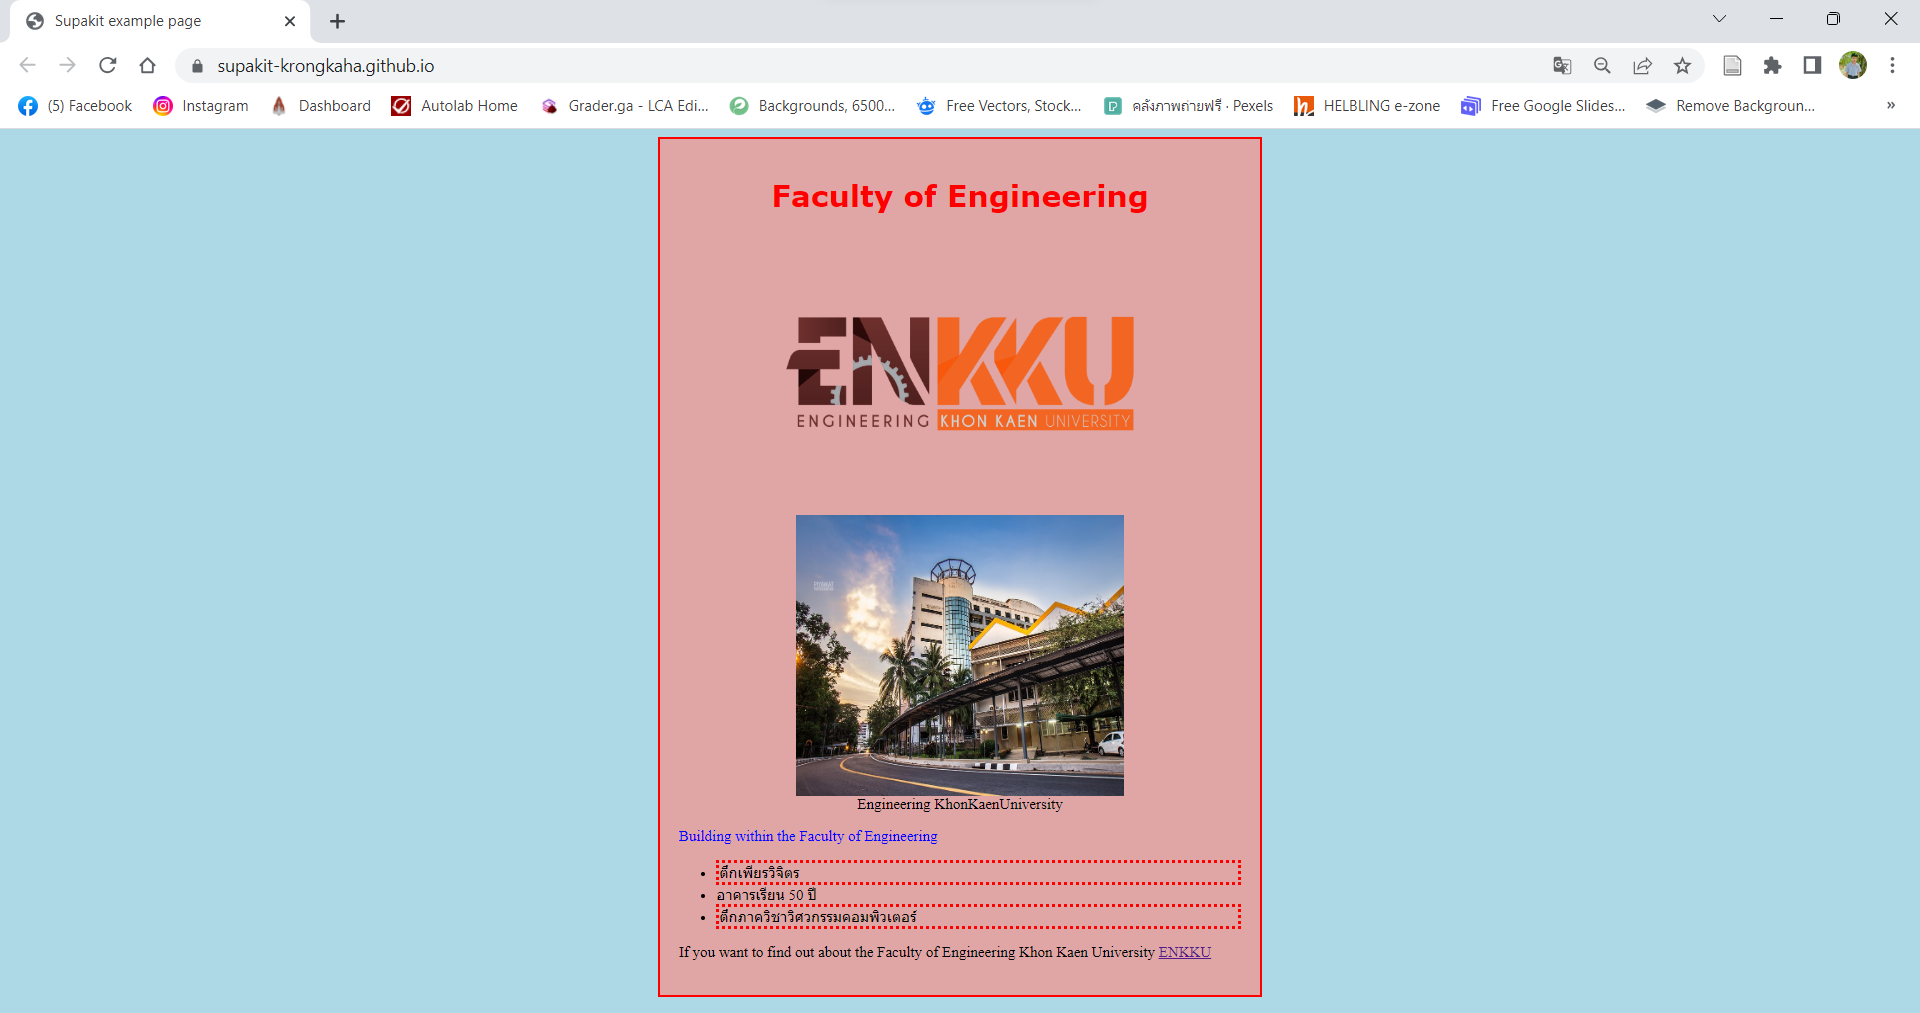 Supakit example page
supakit-krongkaha.github.io
(5) Facebook
Instagram
Dashboard
Autolab Home
Grader.ga - LCA Edi...
Backgrounds, 6500...
Free Vectors, Stock...
คลังภาพถ่ายฟรี · Pexels
HELBLING e-zone
Free Google Slides...
Remove Backgroun...
»
Faculty of Engineering
ENKKU
ENGINEERING KHON KAEN UNIVERSITY
Engineering KhonKaenUniversity
Building within the Faculty of Engineering
ตึกเพียรวิจิตร
อาคารเรียน 50 ปี
ตึกภาควิชาวิศวกรรมคอมพิวเตอร์
If you want to find out about the Faculty of Engineering Khon Kaen University ENKKU